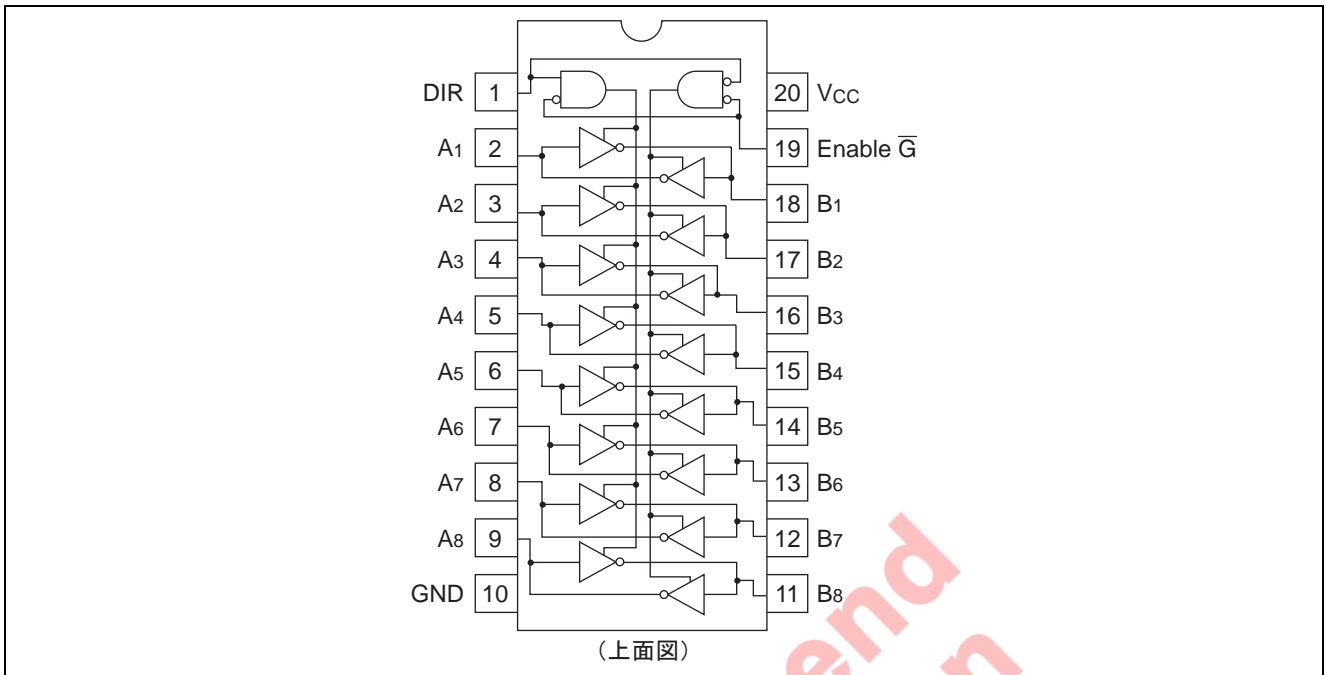 DIR 1 20 VCC
A1 2 19 Enable G̅
A2 3 18 B1
A3 4 17 B2
A4 5 16 B3
A5 6 15 B4
A6 7 14 B5
A7 8 13 B6
A8 9 12 B7
GND 10 11 B8
(上面図)
end